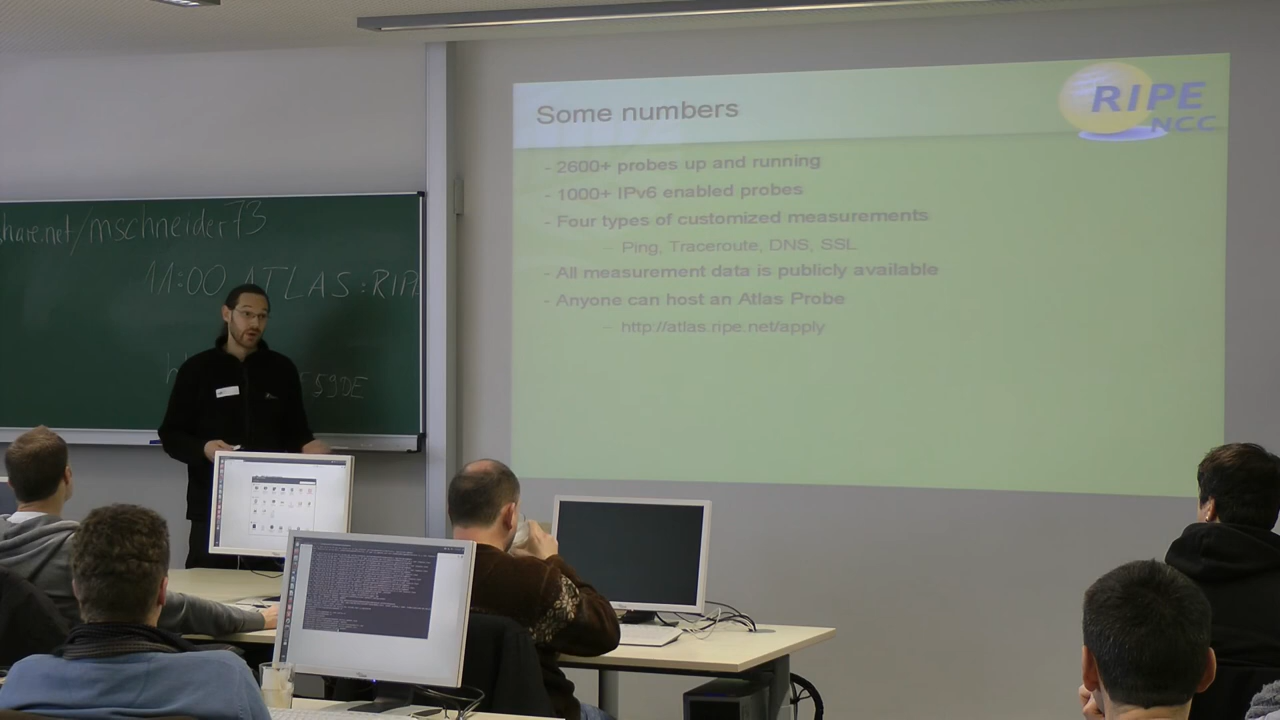 share.net/mschneider73
11:00 ATLAS:RIPE
59DE
Some numbers
RIPE
NCC
- 2600+ probes up and running
- 1000+ IPv6 enabled probes
- Four types of customized measurements
– Ping, Traceroute, DNS, SSL
- All measurement data is publicly available
- Anyone can host an Atlas Probe
– http://atlas.ripe.net/apply